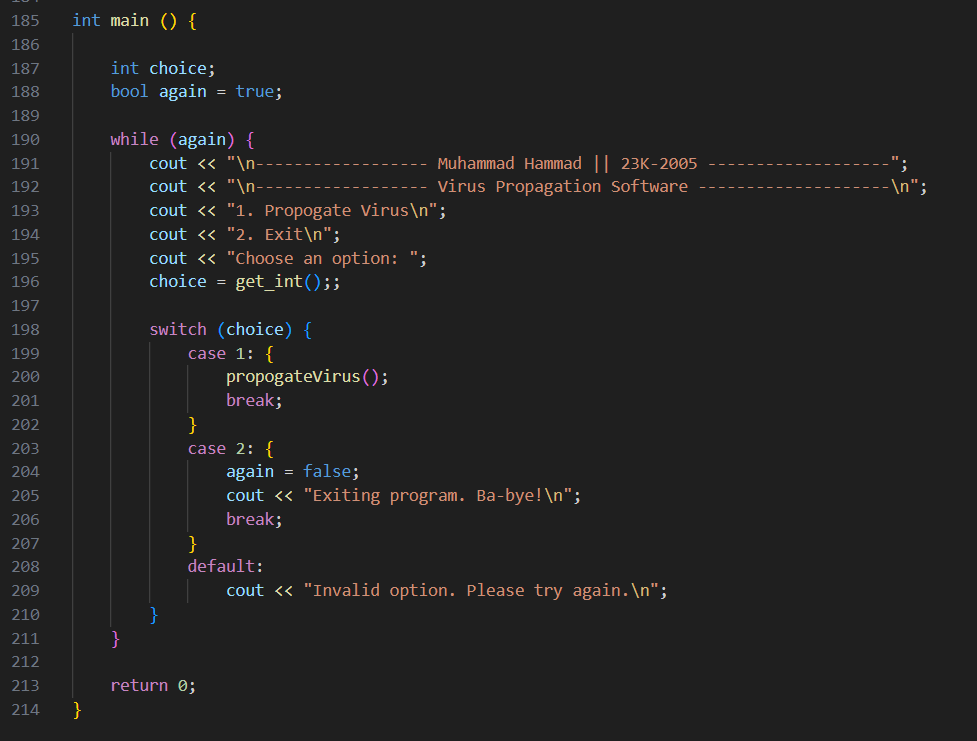 185 int main () {
186
187 int choice;
188 bool again = true;
189
190 while (again) {
191 cout << "\n------------------ Muhammad Hammad || 23K-2005 -------------------";
192 cout << "\n------------------ Virus Propagation Software --------------------\n";
193 cout << "1. Propogate Virus\n";
194 cout << "2. Exit\n";
195 cout << "Choose an option: ";
196 choice = get_int();;
197
198 switch (choice) {
199 case 1: {
200 propogateVirus();
201 break;
202 }
203 case 2: {
204 again = false;
205 cout << "Exiting program. Ba-bye!\n";
206 break;
207 }
208 default:
209 cout << "Invalid option. Please try again.\n";
210 }
211 }
212
213 return 0;
214 }